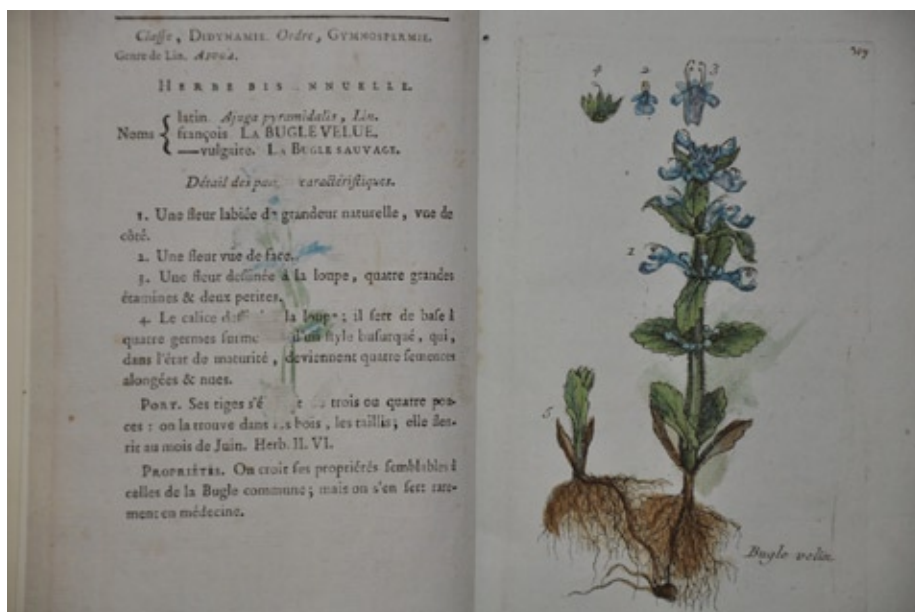 Claſſe, DIDYNAMIE. Ordre, GYMNOSPERMIE.
Genre de Lin. AJUGA.
HERBE BIS NNUELLE.
latin. Ajuga pyramidalis, Lin.
Noms françois. LA BUGLE VELUE.
—vulgaire. LA BUGLE SAUVAGE.
Détail des caractériſtiques.
1. Une fleur labiée de grandeur naturelle, vue de
côté.
2. Une fleur vue de face.
3. Une fleur deſſinée à la loupe, quatre grandes
étamines & deux petites.
4. Le calice la loupe; il ſert de baſe à
quatre germes d'un ſtyle bifurqué, qui,
dans l'état de maturité, deviennent quatre ſemences
alongées & nues.
PORT. Ses tiges trois ou quatre pou-
ces: on la trouve dans les bois, les taillis; elle fleu-
rit au mois de Juin. Herb. II. VI.
PROPRIÉTÉS. On croit ſes propriétés ſemblables à
celles de la Bugle commune; mais on s'en ſert rare-
ment en médecine.
4 2 3
1
5
Bugle velüe.